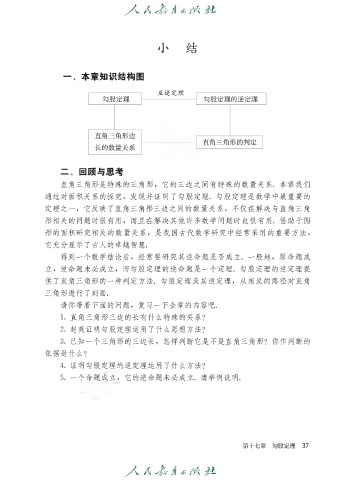 人民教育出版社
小 结
一、本章知识结构图
勾股定理
互逆定理
勾股定理的逆定理
直角三角形边
长的数量关系
直角三角形的判定
二、回顾与思考
直角三角形是特殊的三角形，它的三边之间有特殊的数量关系. 本章我们
通过对面积关系的探究，发现并证明了勾股定理. 勾股定理是数学中最重要的
定理之一，它反映了直角三角形三边之间的数量关系，不仅在解决与直角三角
形相关的问题时很有用，而且在解决其他许多数学问题时也很有用. 借助于图
形的面积研究相关的数量关系，是我国古代数学研究中经常采用的重要方法，
它充分显示了古人的卓越智慧.
得到一个数学结论后，经常要研究其逆命题是否成立. 一般地，原命题成
立，逆命题未必成立，而勾股定理的逆命题是一个定理. 勾股定理的逆定理提
供了直角三角形的一种判定方法. 勾股定理及其逆定理，从相反的路径对直角
三角形进行了刻画.
请你带着下面的问题，复习一下全章的内容吧.
1. 直角三角形三边的长有什么特殊的关系?
2. 赵爽证明勾股定理运用了什么思想方法?
3. 已知一个三角形的三边长，怎样判断它是不是直角三角形? 你作判断的
依据是什么?
4. 证明勾股定理的逆定理运用了什么方法?
5. 一个命题成立，它的逆命题未必成立. 请举例说明.
第十七章 勾股定理 37
人民教育出版社